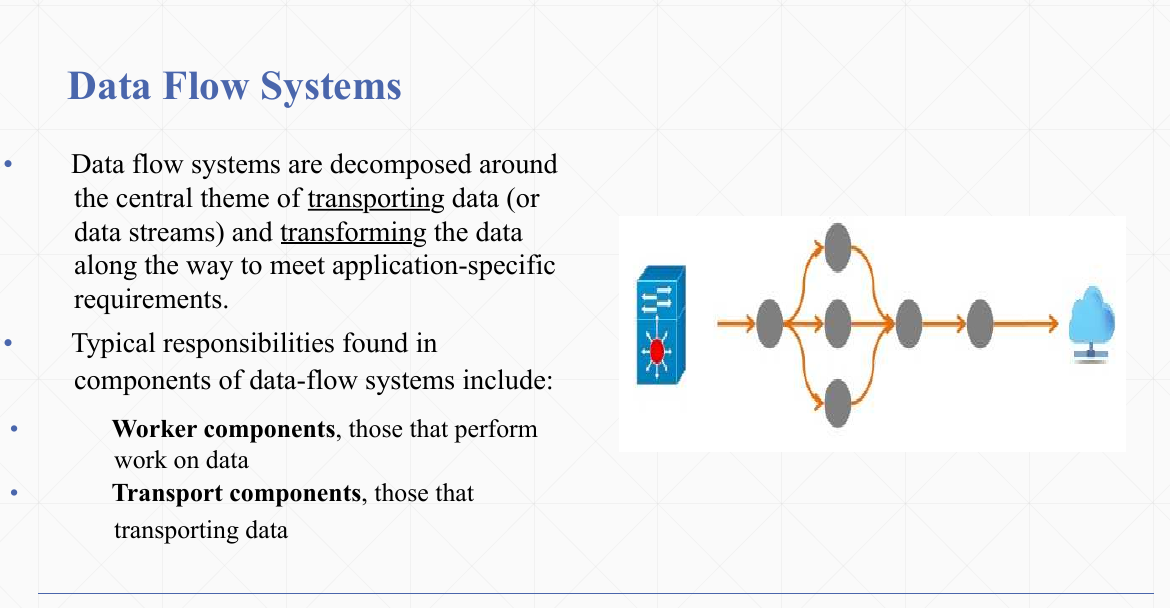 Data Flow Systems
• Data flow systems are decomposed around
the central theme of transporting data (or
data streams) and transforming the data
along the way to meet application-specific
requirements.
• Typical responsibilities found in
components of data-flow systems include:
• Worker components, those that perform
work on data
• Transport components, those that
transporting data